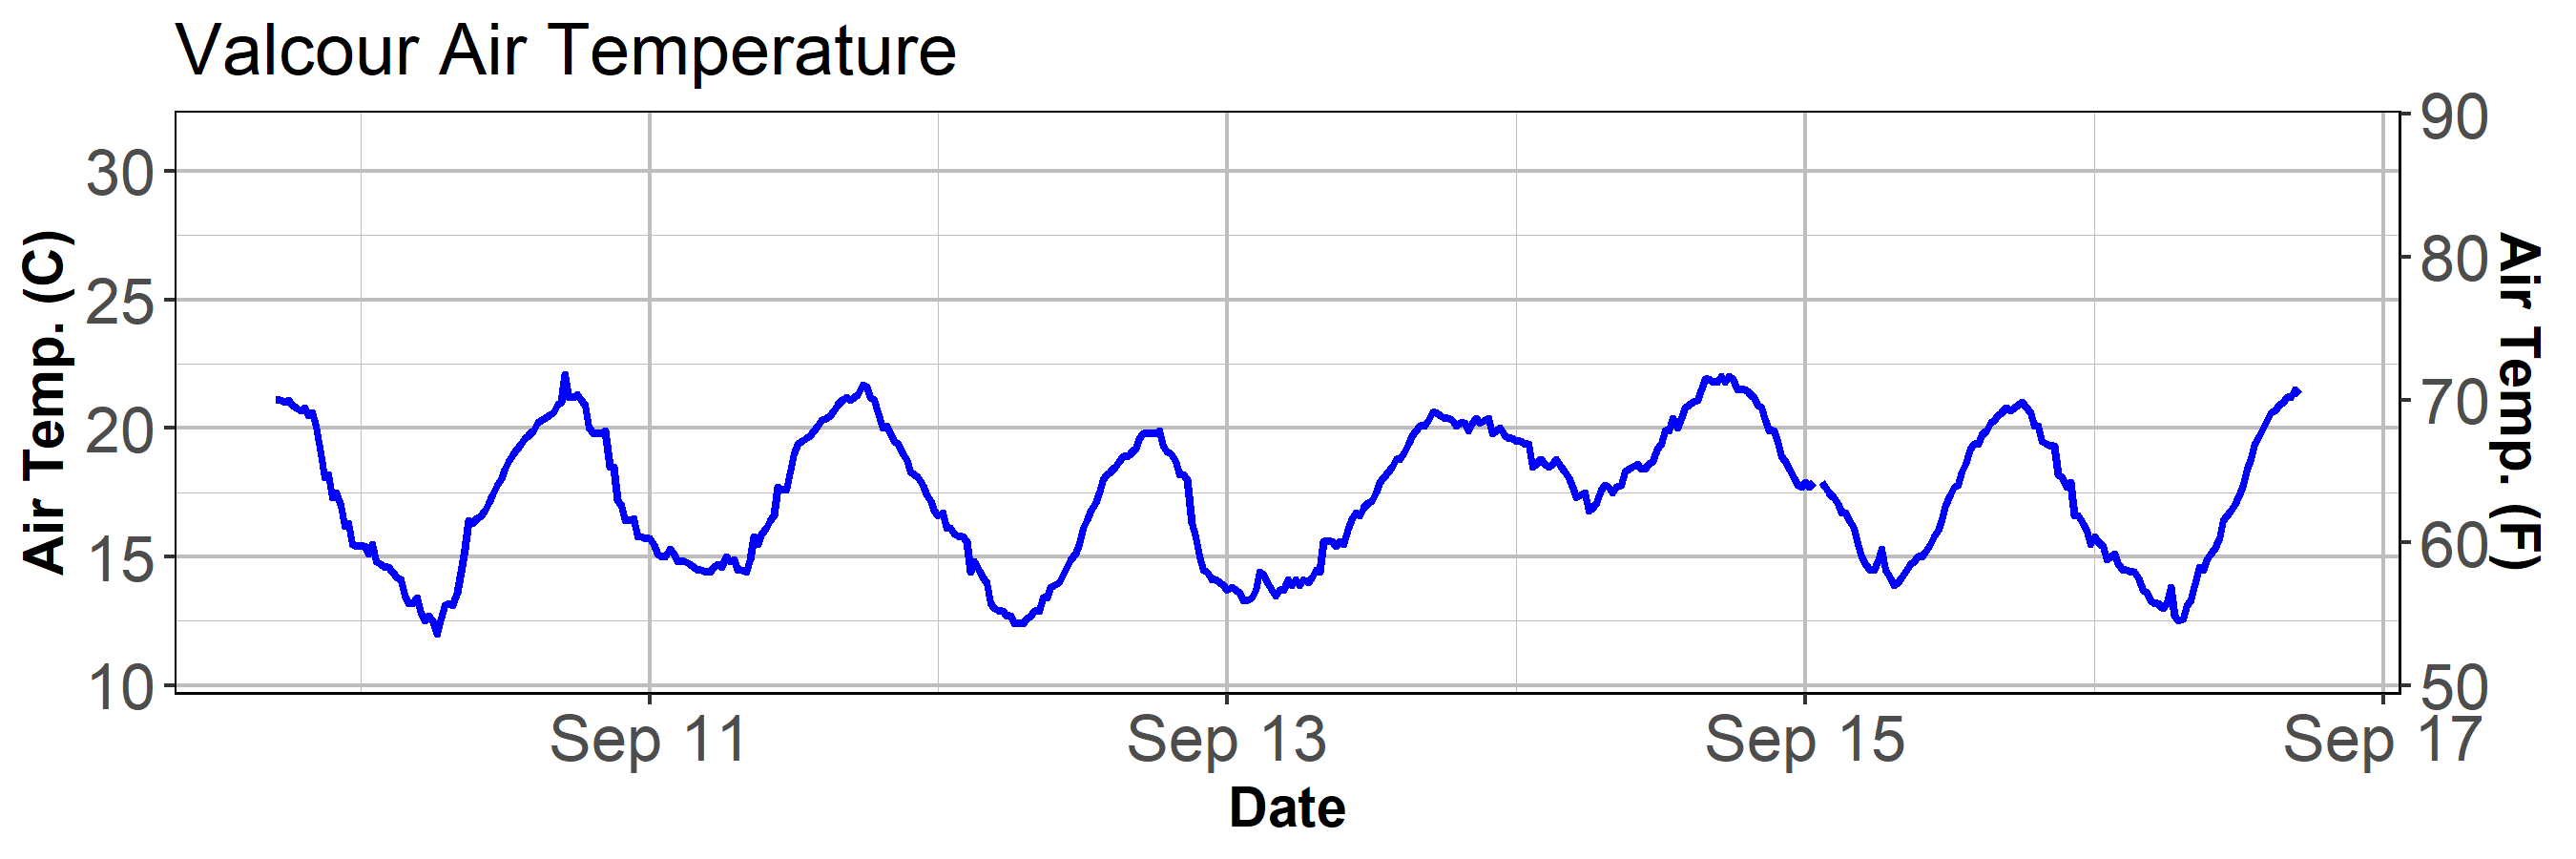 Valcour Air Temperature
Air Temp. (C)
30
25
20
15
10
90
80
70
60
50
Air Temp. (F)
Sep 11
Sep 13
Sep 15
Sep 17
Date